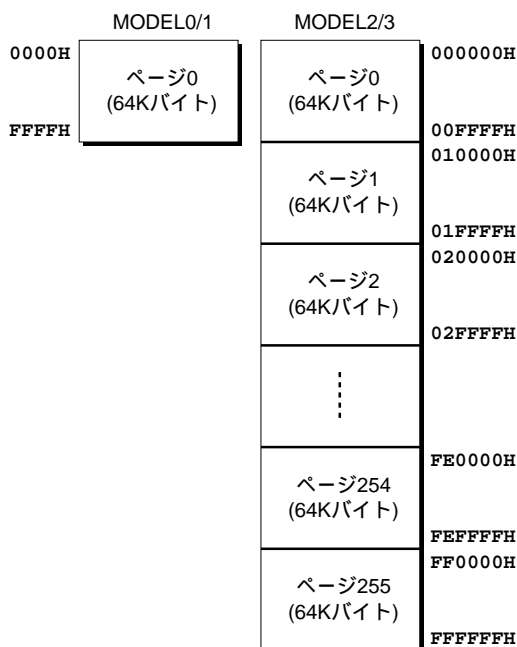 MODEL0/1
0000H
ページ0
(64Kバイト)
FFFFH
MODEL2/3
ページ0
(64Kバイト)
000000H
00FFFFH
ページ1
(64Kバイト)
010000H
01FFFFH
ページ2
(64Kバイト)
020000H
02FFFFH
ページ254
(64Kバイト)
FE0000H
FEFFFFH
ページ255
(64Kバイト)
FF0000H
FFFFFFH